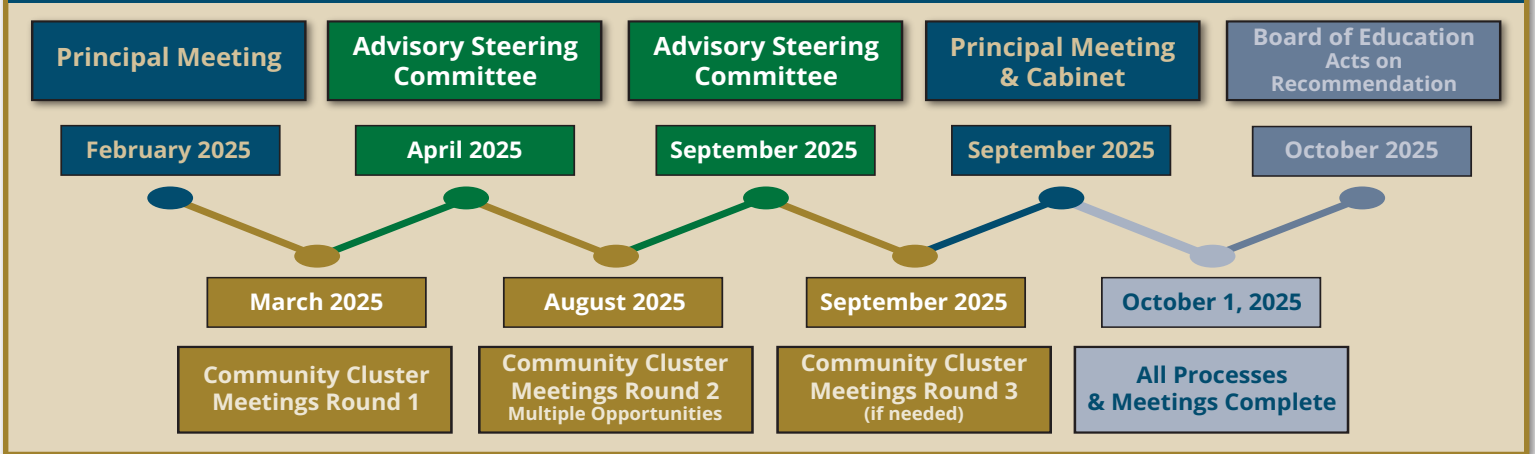 Principal Meeting
Advisory Steering
Committee
Advisory Steering
Committee
Principal Meeting
& Cabinet
Board of Education
Acts on
Recommendation
February 2025
April 2025
September 2025
September 2025
October 2025
March 2025
August 2025
September 2025
October 1, 2025
Community Cluster
Meetings Round 1
Community Cluster
Meetings Round 2
Multiple Opportunities
Community Cluster
Meetings Round 3
(if needed)
All Processes
& Meetings Complete